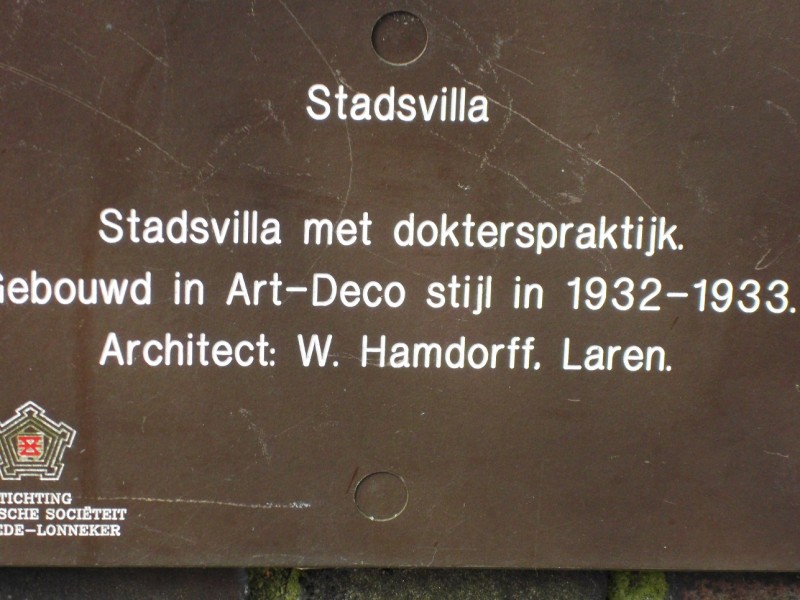 Stadsvilla
Stadsvilla met dokterspraktijk.
Gebouwd in Art-Deco stijl in 1932-1933.
Architect: W. Hamdorff, Laren.
TICHTING
SCHE SOCIËTEIT
EDE-LONNEKER